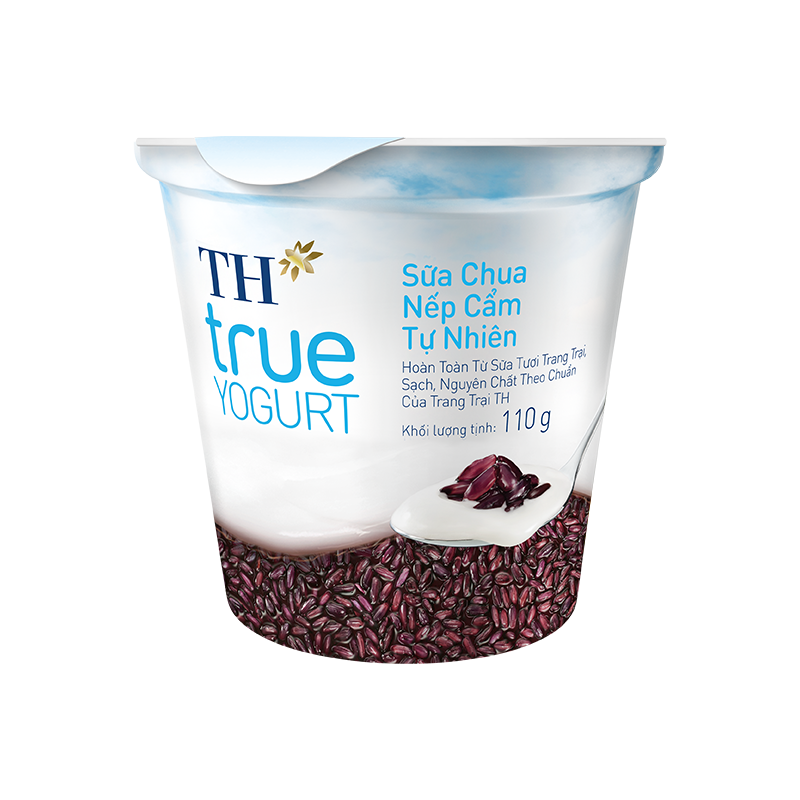 TH
true
YOGURT
Sữa Chua
Nếp Cẩm
Tự Nhiên
Hoàn Toàn Từ Sữa Tươi Trang Trại,
Sạch, Nguyên Chất Theo Chuẩn
Của Trang Trại TH
Khối lượng tịnh: 110 g